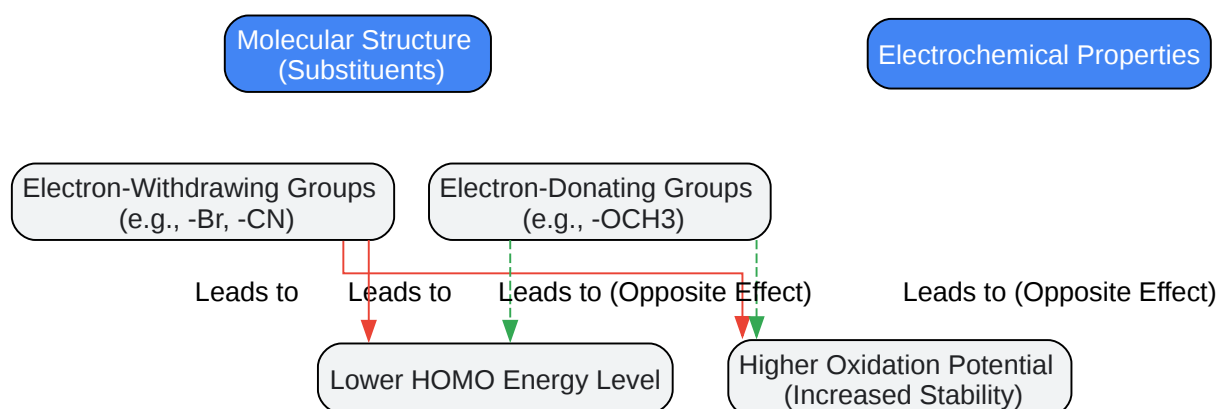 Molecular Structure
(Substituents)
Electrochemical Properties
Electron-Withdrawing Groups
(e.g., -Br, -CN)
Electron-Donating Groups
(e.g., -OCH3)
Leads to
Leads to
Leads to (Opposite Effect)
Leads to (Opposite Effect)
Lower HOMO Energy Level
Higher Oxidation Potential
(Increased Stability)